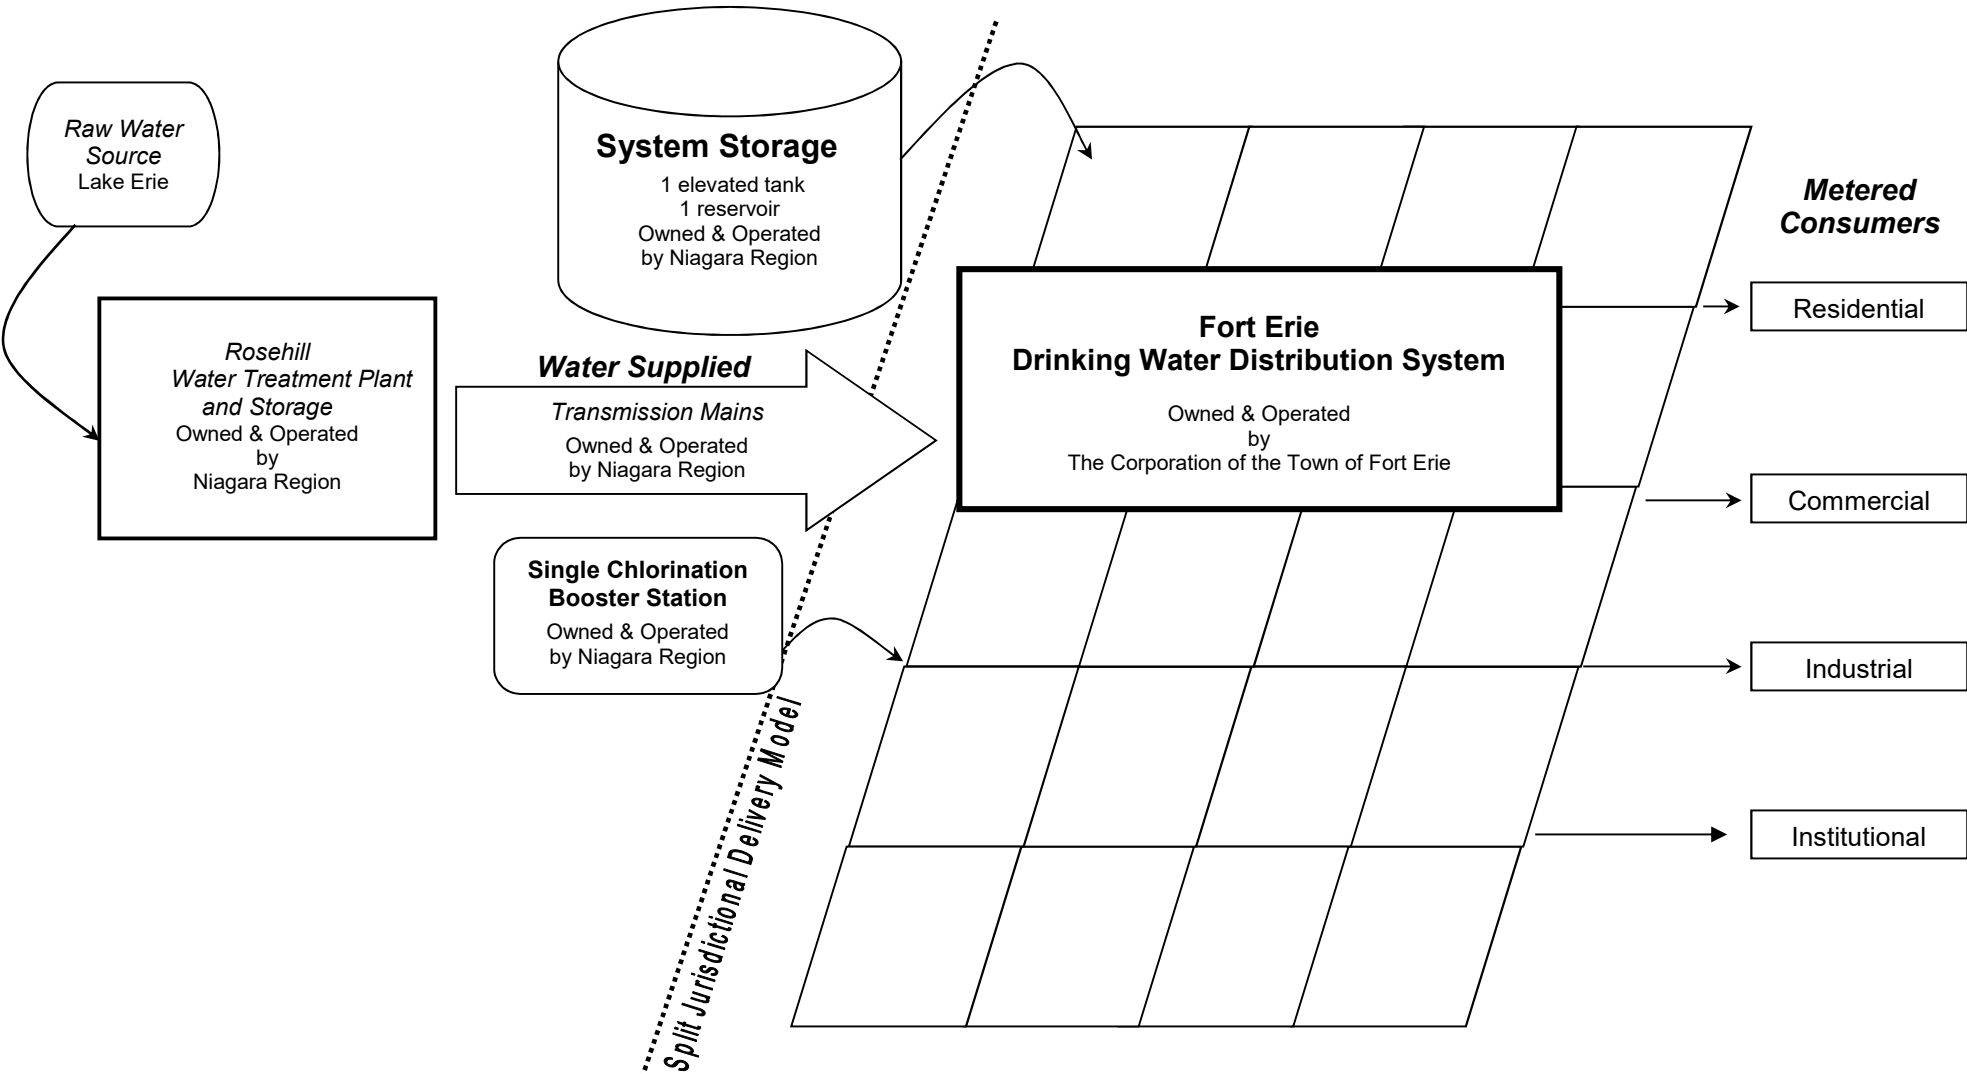 Raw Water
Source
Lake Erie
System Storage
1 elevated tank
1 reservoir
Owned & Operated
by Niagara Region
Rosehill
Water Treatment Plant
and Storage
Owned & Operated
by
Niagara Region
Water Supplied
Transmission Mains
Owned & Operated
by Niagara Region
Single Chlorination
Booster Station
Owned & Operated
by Niagara Region
Split Jurisdictional Delivery Model
Fort Erie
Drinking Water Distribution System
Owned & Operated
by
The Corporation of the Town of Fort Erie
Metered
Consumers
Residential
Commercial
Industrial
Institutional